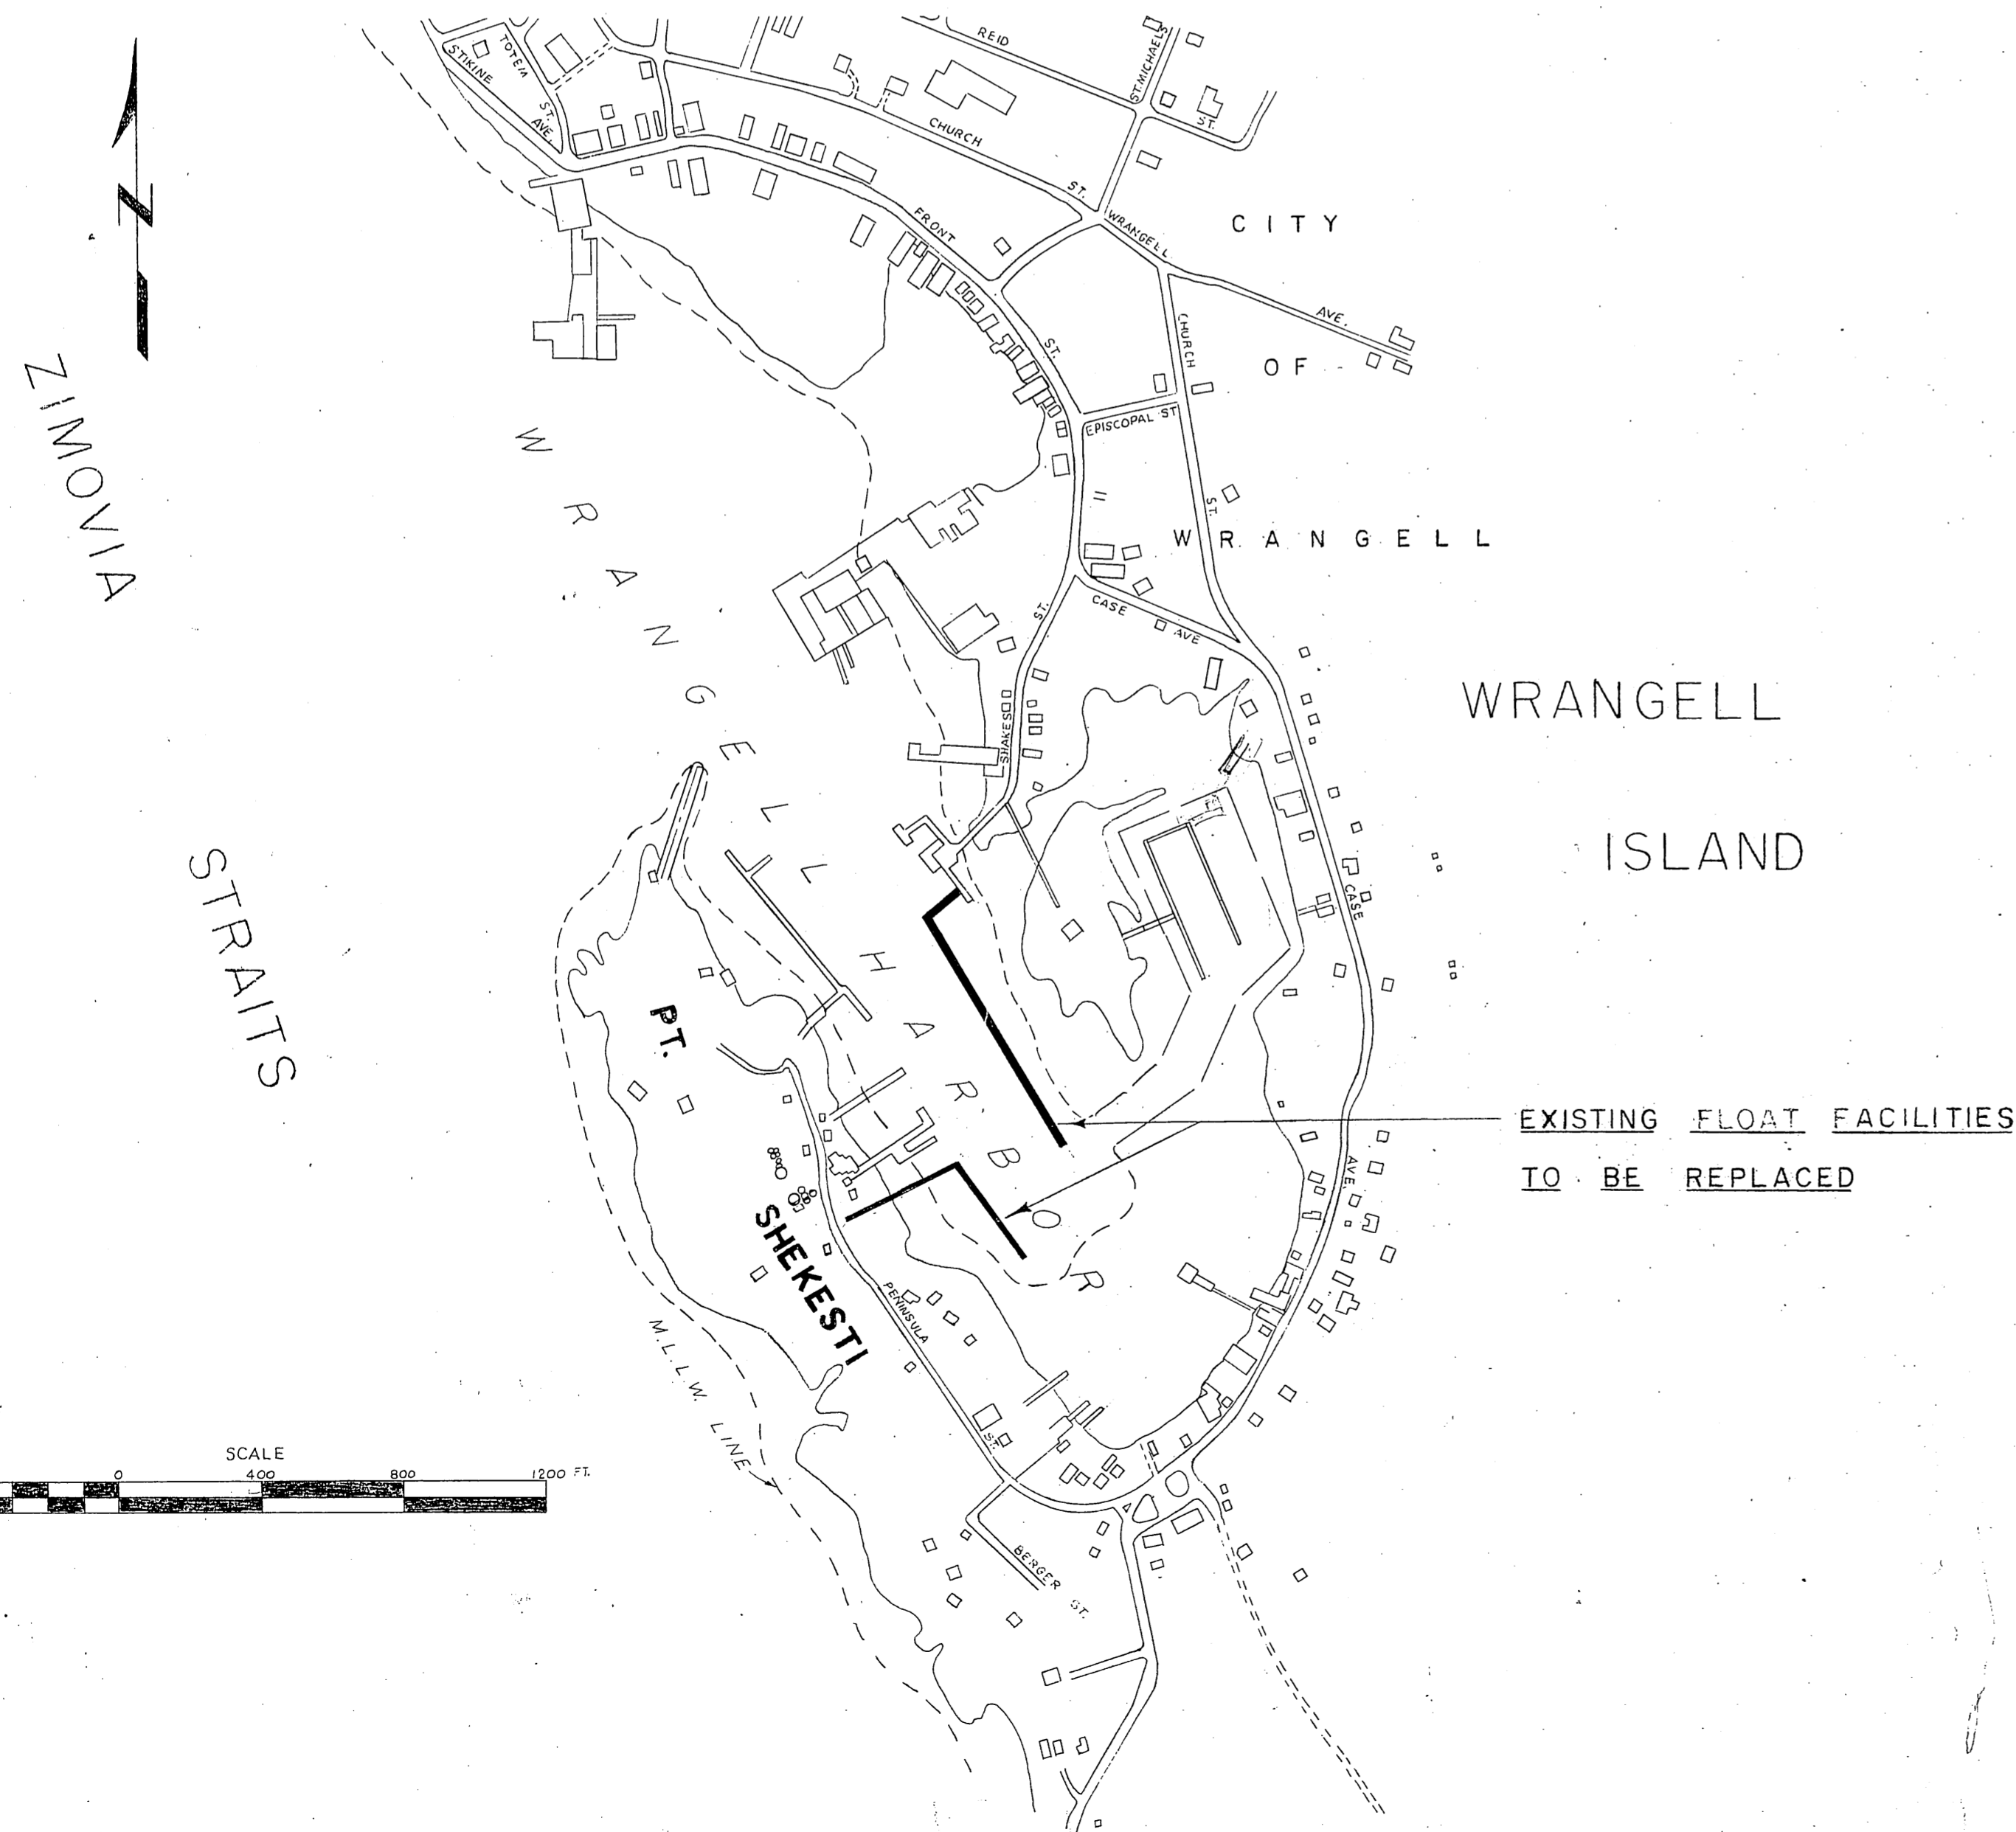 REID
ST.
ST. MICHAELS
TOTEM
ST.
STIKINE
AVE.
CHURCH
ST.
WRANGELL
AVE.
FRONT
ST.
CHURCH
ST.
EPISCOPAL ST
CASE
AVE
SHAKES
ST.
N
CITY
OF
WRANGELL
WRANGELL
ISLAND
ZIMOVIA
STRAITS
WRANGELL HARBOR
PT.
SHEKESTI
CASE
AVE.
EXISTING FLOAT FACILITIES
TO BE REPLACED
PENINSULA
ST.
M.L.L.W. LINE
BERGER
ST.
SCALE
0 400 800 1200 FT.